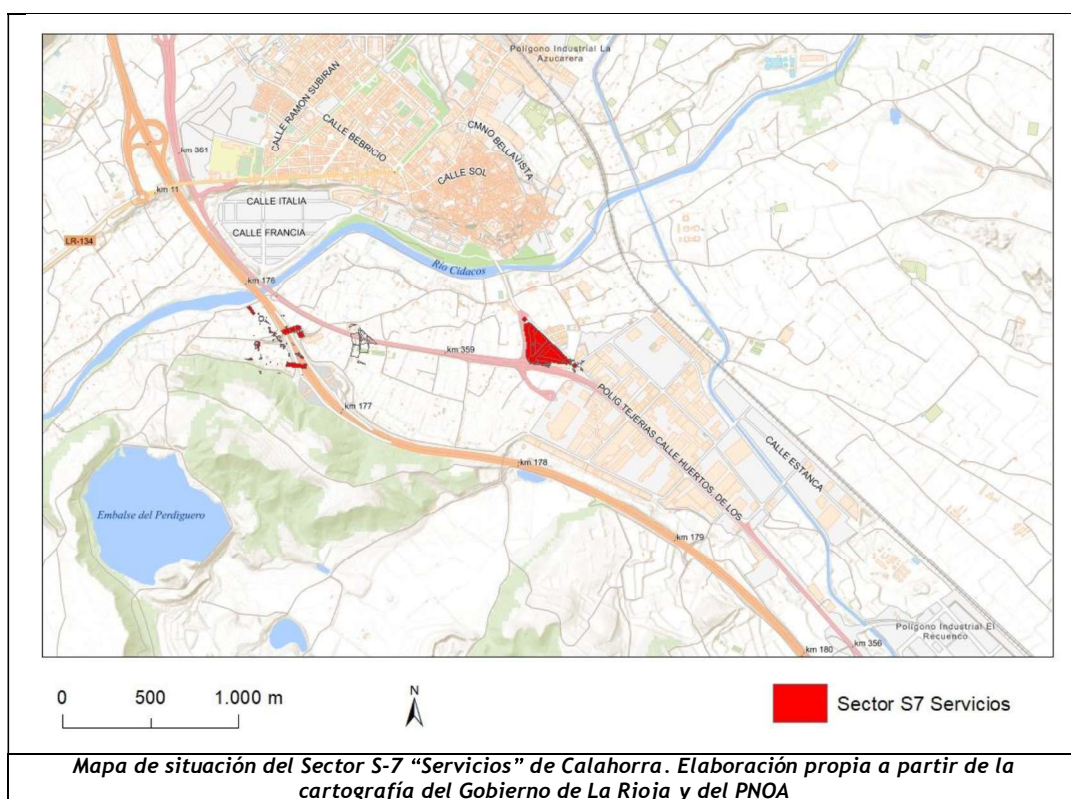 Polígono Industrial La
Azucarera
CALLE RAMON SUBIRAN
CMNO BELLAVISTA
CALLE BEBRICIO
km 361
CALLE SOL
km 11
CALLE ITALIA
CALLE FRANCIA
LR-134
Río Cidacos
km 176
km 359
km 177
POLIG TEJERIAS CALLE HUERTOS, DE LOS
CALLE ESTANCA
km 178
Embalse del Perdiguero
km 179
Polígono Industrial El
Recuenco
km 180
km 356
0 500 1.000 m
N
Sector S7 Servicios
Mapa de situación del Sector S-7 “Servicios” de Calahorra. Elaboración propia a partir de la
cartografía del Gobierno de La Rioja y del PNOA